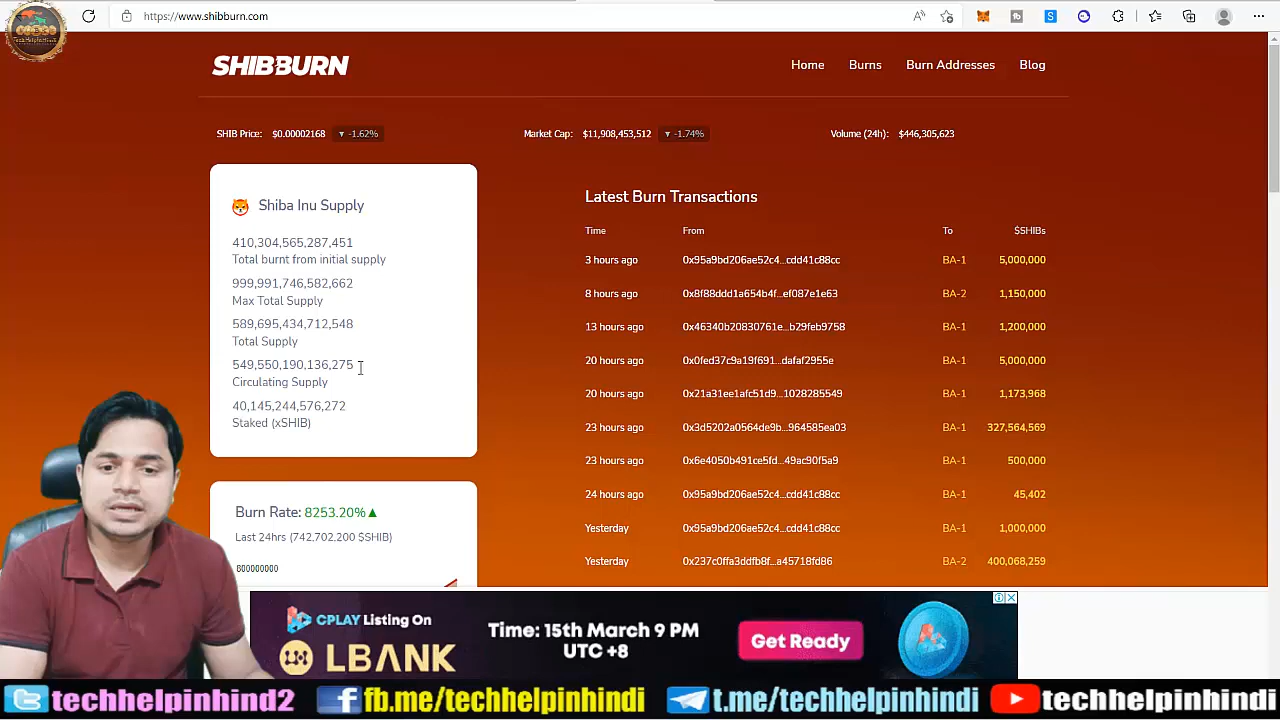 https://www.shibburn.com
SHIBBURN
Home Burns Burn Addresses Blog
SHIB Price: $0.00002168 ▼ -1.62% Market Cap: $11,908,453,512 ▼ -1.74% Volume (24h): $446,305,623
Shiba Inu Supply
410,304,565,287,451
Total burnt from initial supply
999,991,746,582,662
Max Total Supply
589,695,434,712,548
Total Supply
549,550,190,136,275
Circulating Supply
40,145,244,576,272
Staked (xSHIB)
Burn Rate: 8253.20% ▲
Last 24hrs (742.702.200 $SHIB)
800000000
Latest Burn Transactions
Time From To $SHIBs
3 hours ago 0x95a9bd206ae52c4...cdd41c88cc BA-1 5,000,000
8 hours ago 0x8f88ddd1a654b4f...ef087e1e63 BA-2 1,150,000
13 hours ago 0x46340b20830761e...b29feb9758 BA-1 1,200,000
20 hours ago 0x0fed37c9a19f691...dafaf2955e BA-1 5,000,000
20 hours ago 0x21a31ee1afc51d9...1028285549 BA-1 1,173,968
23 hours ago 0x3d5202a0564de9b...964585ea03 BA-1 327,564,569
23 hours ago 0x6e4050b491ce5fd...49ac90f5a9 BA-1 500,000
24 hours ago 0x95a9bd206ae52c4...cdd41c88cc BA-1 45,402
Yesterday 0x95a9bd206ae52c4...cdd41c88cc BA-1 1,000,000
Yesterday 0x237c0ffa3ddfb8f...a45718fd86 BA-2 400,068,259
CPLAY Listing On
LBANK
Time: 15th March 9 PM
UTC +8
Get Ready
techhelpinhindi2 fb.me/techhelpinhindi t.me/techhelpinhindi techhelpinhindi